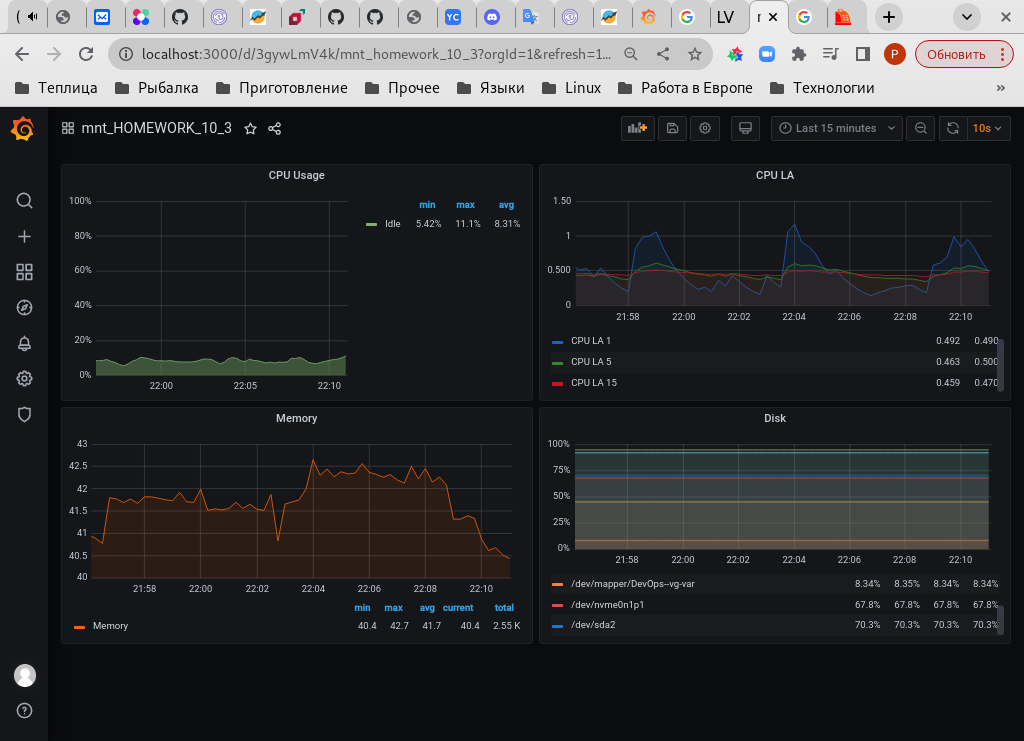 YC
LV
localhost:3000/d/3gywLmV4k/mnt_homework_10_3?orgId=1&refresh=1...
P
Обновить
Теплица
Рыбалка
Приготовление
Прочее
Языки
Linux
Работа в Европе
Технологии
»
mnt_HOMEWORK_10_3
Last 15 minutes
10s
CPU Usage
100%
80%
60%
40%
20%
0%
22:00 22:05 22:10
min max avg
Idle 5.42% 11.1% 8.31%
CPU LA
1.50
1
0.500
0
21:58 22:00 22:02 22:04 22:06 22:08 22:10
CPU LA 1 0.492 0.490
CPU LA 5 0.463 0.500
CPU LA 15 0.459 0.470
Memory
43
42.5
42
41.5
41
40.5
40
21:58 22:00 22:02 22:04 22:06 22:08 22:10
min max avg current total
Memory 40.4 42.7 41.7 40.4 2.55 K
Disk
100%
75%
50%
25%
0%
21:58 22:00 22:02 22:04 22:06 22:08 22:10
/dev/mapper/DevOps--vg-var 8.34% 8.35% 8.34% 8.34%
/dev/nvme0n1p1 67.8% 67.8% 67.8% 67.8%
/dev/sda2 70.3% 70.3% 70.3% 70.3%